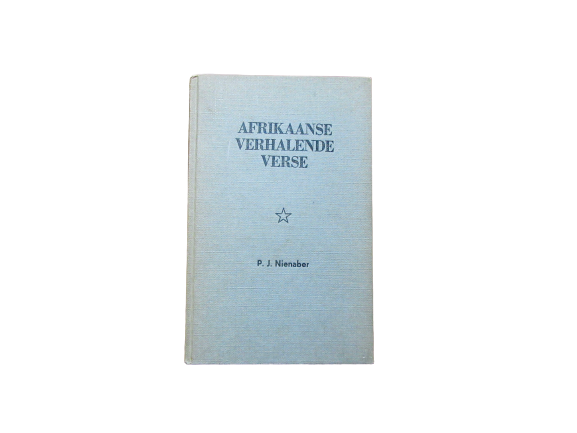 AFRIKAANSE
VERHALENDE
VERSE
P. J. Nienaber